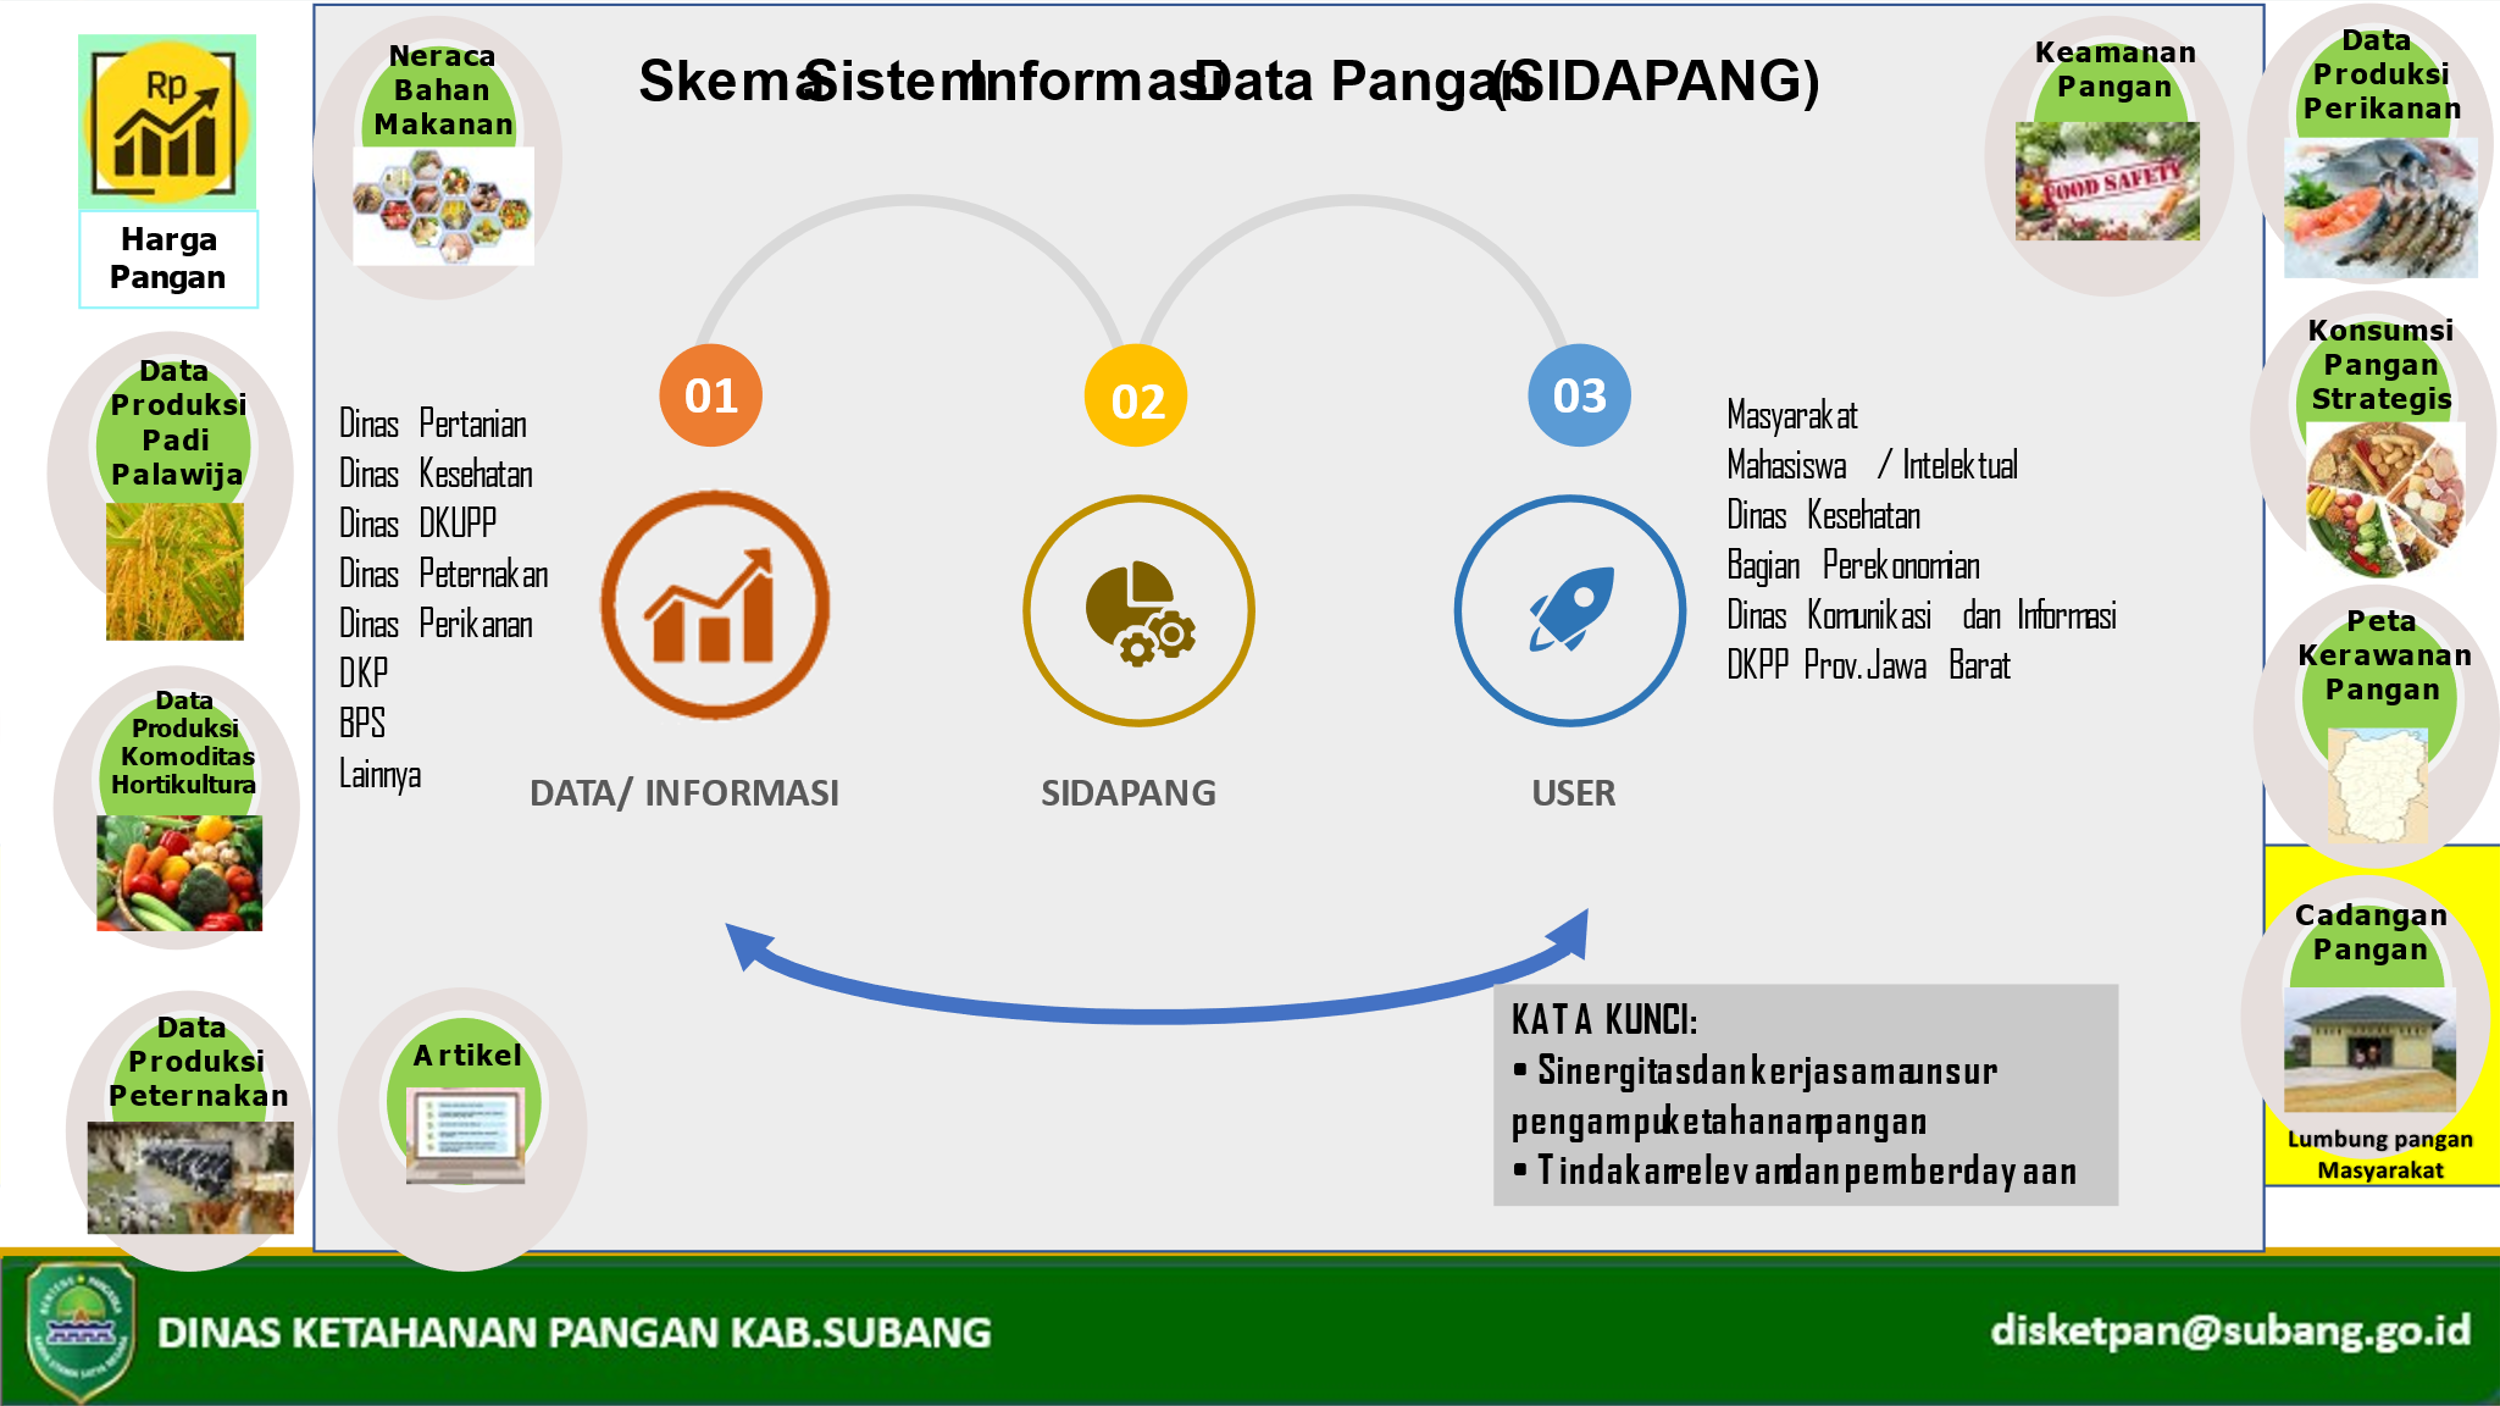 Skema Sistem Informasi Data Pangan (SIDAPANG)
Rp
Harga
Pangan
Neraca
Bahan
Makanan
Keamanan
Pangan
FOOD SAFETY
Data
Produksi
Perikanan
Data
Produksi
Padi
Palawija
Konsumsi
Pangan
Strategis
01
02
03
Dinas Pertanian
Dinas Kesehatan
Dinas DKUPP
Dinas Peternakan
Dinas Perikanan
DKP
BPS
Lainnya
Masyarakat
Mahasiswa / Intelektual
Dinas Kesehatan
Bagian Perekonomian
Dinas Komunikasi dan Informasi
DKPP Prov. Jawa Barat
DATA/ INFORMASI
SIDAPANG
USER
Data
Produksi
Komoditas
Hortikultura
Peta
Kerawanan
Pangan
Data
Produksi
Peternakan
Artikel
KATA KUNCI:
• Sinergitas dan kerjasama unsur
pengampu ketahanan pangan
• Tindakan relevan dan pemberdayaan
Cadangan
Pangan
Lumbung pangan
Masyarakat
DINAS KETAHANAN PANGAN KAB.SUBANG
disketpan@subang.go.id